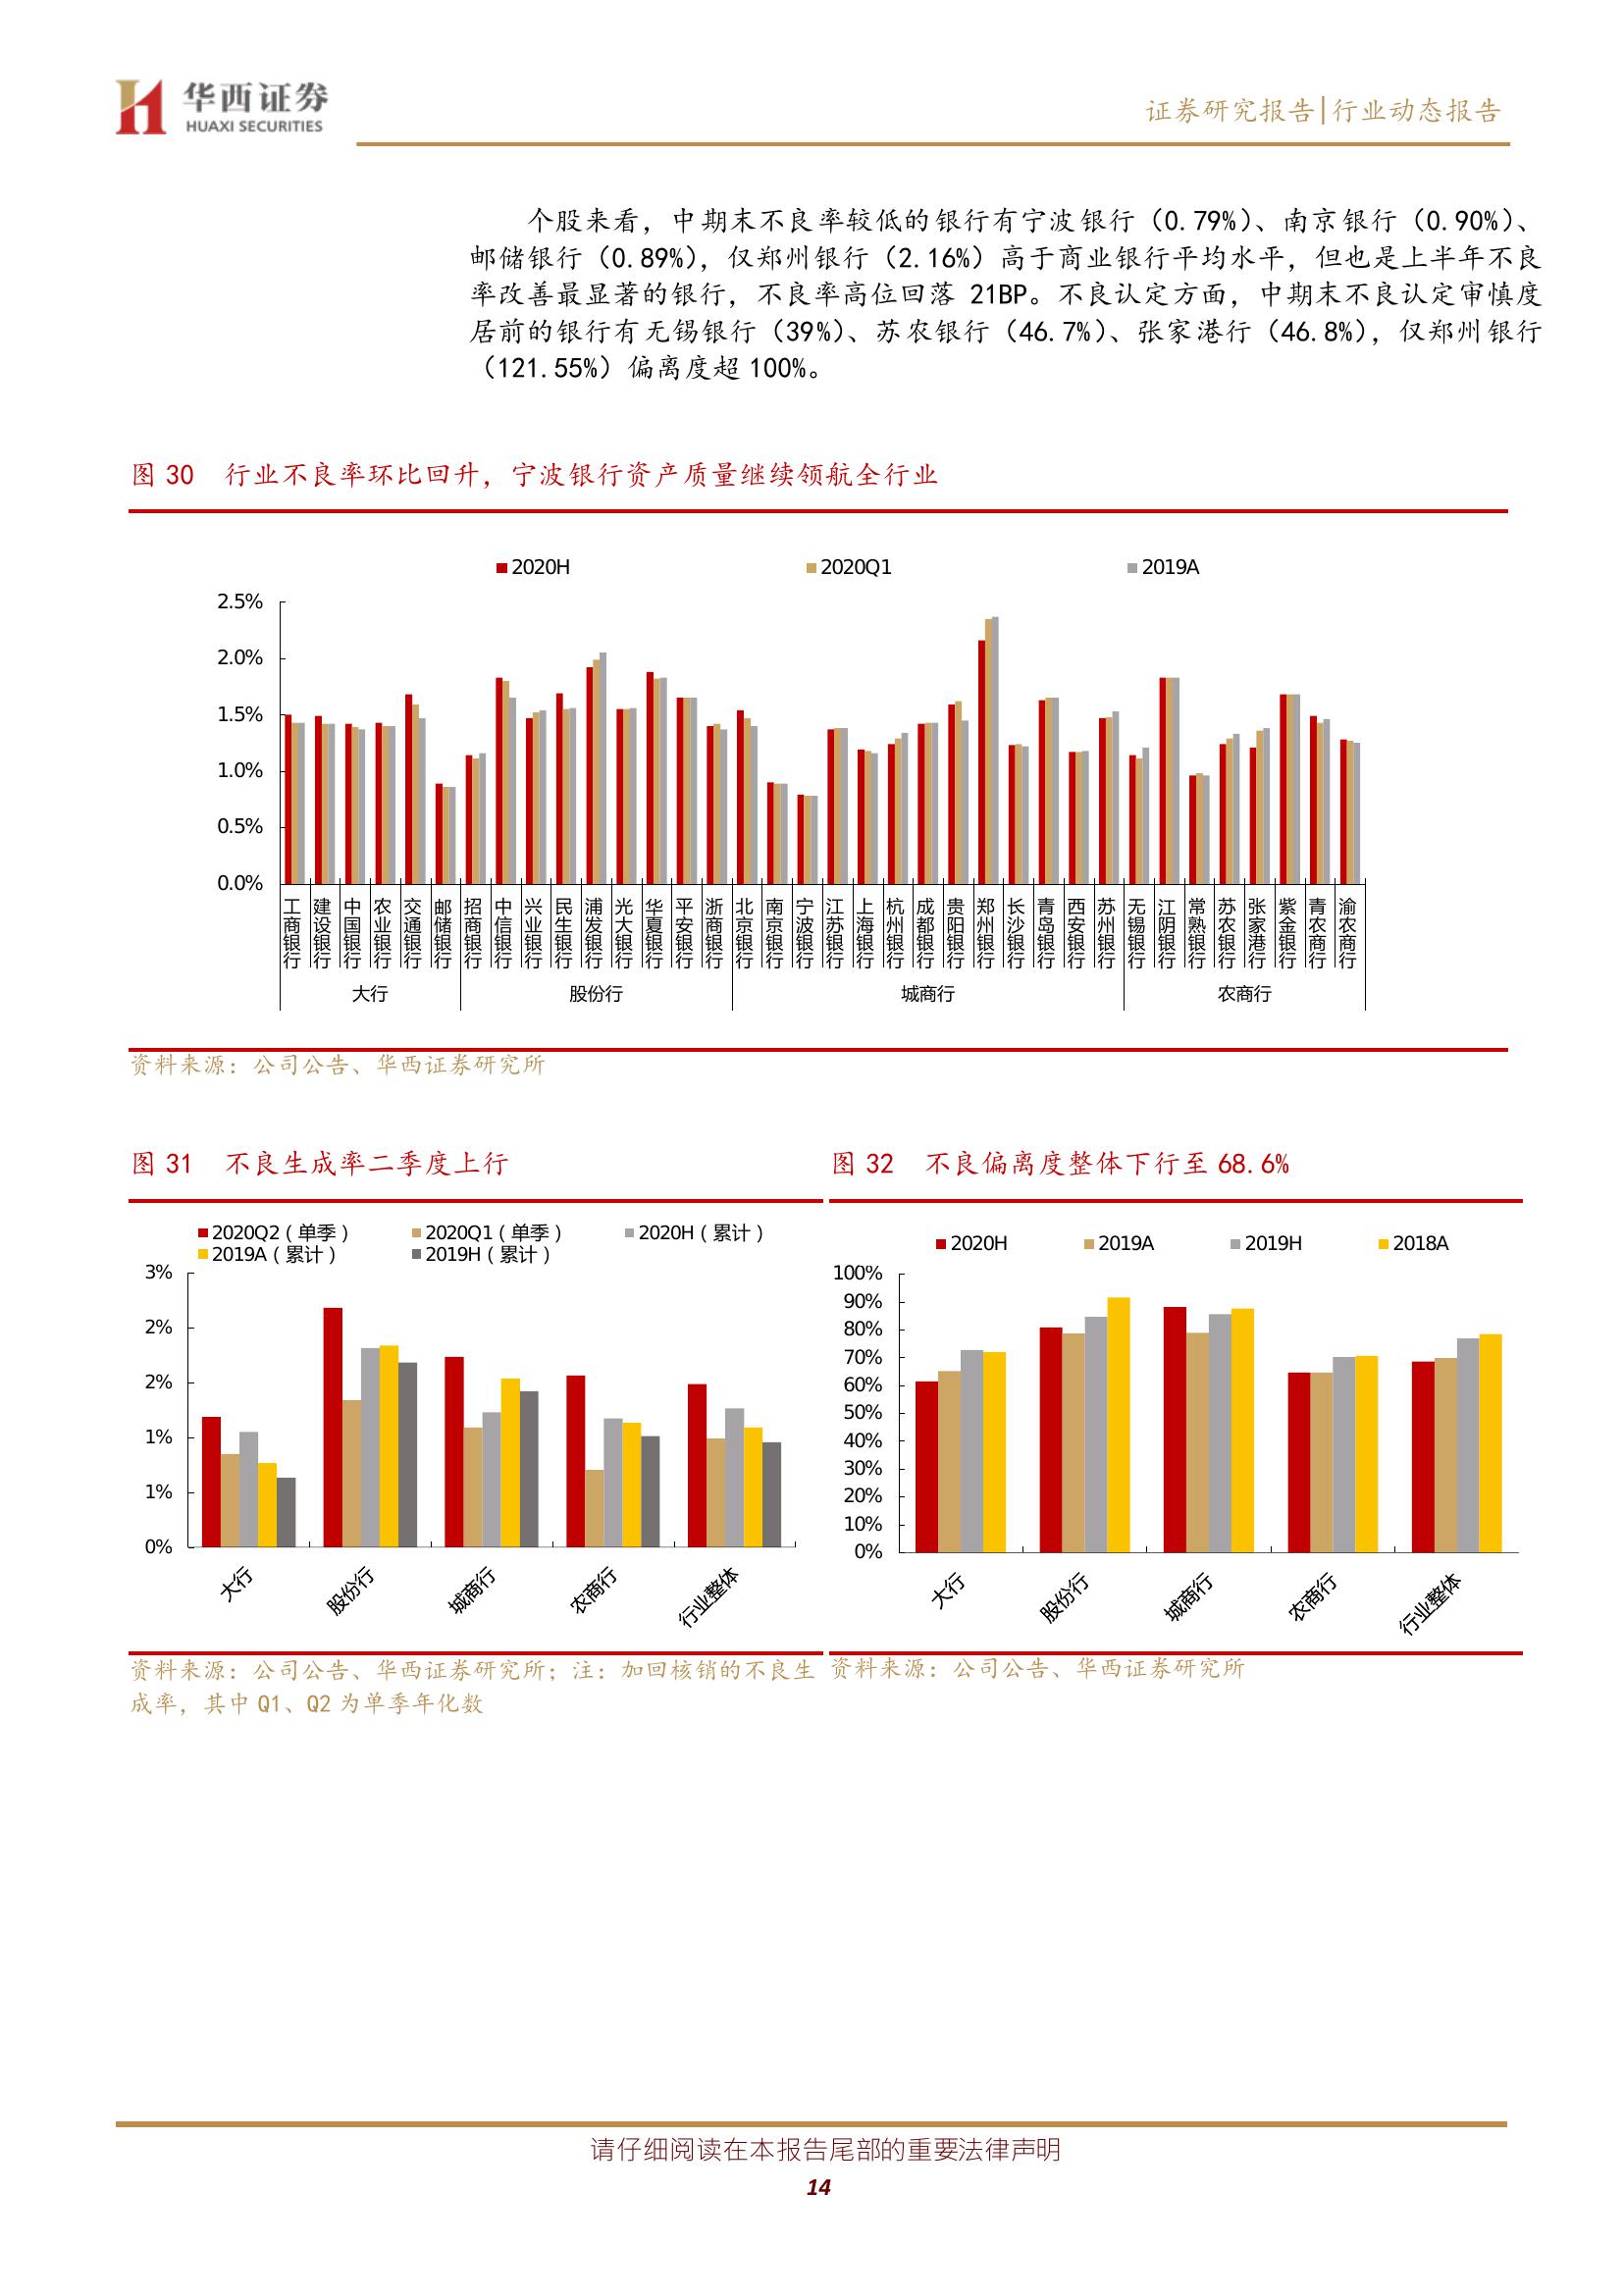 华西证券
HUAXI SECURITIES
证券研究报告|行业动态报告
个股来看，中期末不良率较低的银行有宁波银行（0.79%）、南京银行（0.90%）、
邮储银行（0.89%），仅郑州银行（2.16%）高于商业银行平均水平，但也是上半年不良
率改善最显著的银行，不良率高位回落 21BP。不良认定方面，中期末不良认定审慎度
居前的银行有无锡银行（39%）、苏农银行（46.7%）、张家港行（46.8%），仅郑州银行
（121.55%）偏离度超 100%。
图 30 行业不良率环比回升，宁波银行资产质量继续领航全行业
2020H 2020Q1 2019A
2.5%
2.0%
1.5%
1.0%
0.5%
0.0%
工商银行 建设银行 中国银行 农业银行 交通银行 邮储银行 招商银行 中信银行 兴业银行 民生银行 浦发银行 光大银行 华夏银行 平安银行 浙商银行 北京银行 南京银行 宁波银行 江苏银行 上海银行 杭州银行 成都银行 贵阳银行 郑州银行 长沙银行 青岛银行 西安银行 苏州银行 无锡银行 江阴银行 常熟银行 苏农银行 张家港行 紫金银行 青农商行 渝农商行
大行 股份行 城商行 农商行
资料来源：公司公告、华西证券研究所
图 31 不良生成率二季度上行
2020Q2（单季） 2020Q1（单季） 2020H（累计）
2019A（累计） 2019H（累计）
3%
2%
2%
1%
1%
0%
大行 股份行 城商行 农商行 行业整体
资料来源：公司公告、华西证券研究所；注：加回核销的不良生
成率，其中 Q1、Q2 为单季年化数
图 32 不良偏离度整体下行至 68.6%
2020H 2019A 2019H 2018A
100%
90%
80%
70%
60%
50%
40%
30%
20%
10%
0%
大行 股份行 城商行 农商行 行业整体
资料来源：公司公告、华西证券研究所
请仔细阅读在本报告尾部的重要法律声明
14